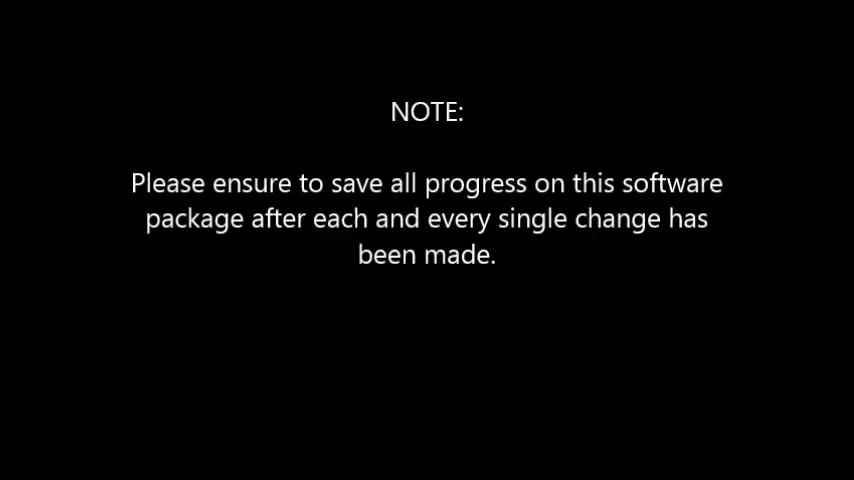 NOTE:
Please ensure to save all progress on this software
package after each and every single change has
been made.